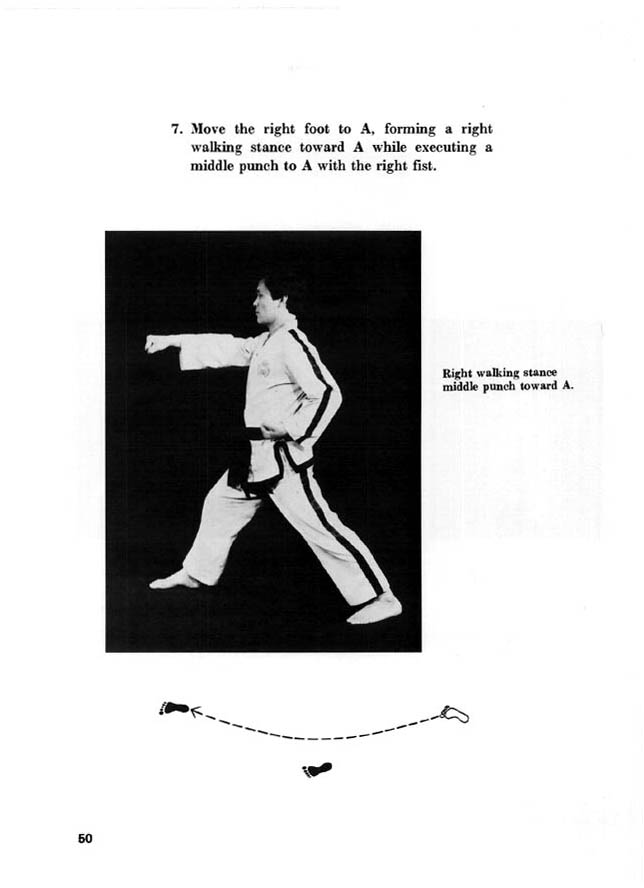 7. Move the right foot to A, forming a right
walking stance toward A while executing a
middle punch to A with the right fist.
Right walking stance
middle punch toward A.
50